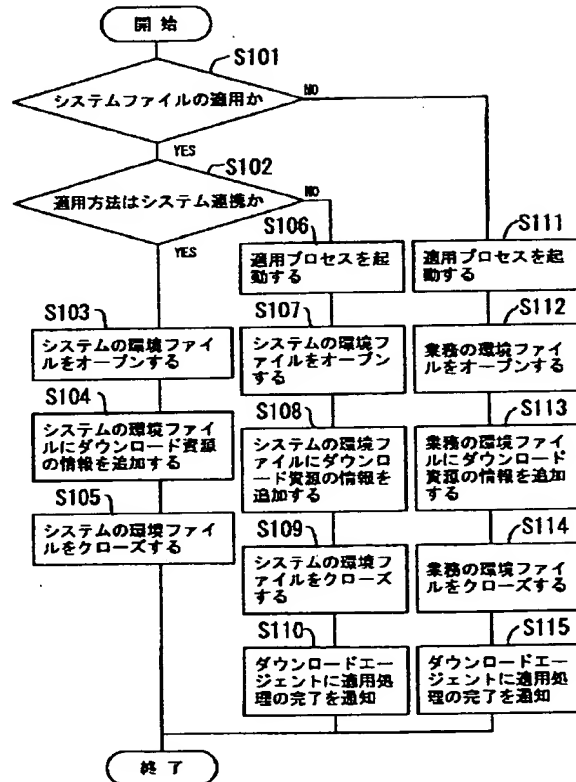 開 始
S101
システムファイルの適用か
NO
YES
S102
適用方法はシステム連携か
NO
YES
S103
システムの環境ファイ
ルをオープンする
S104
システムの環境ファイル
にダウンロード資源
の情報を追加する
S105
システムの環境ファイ
ルをクローズする
S106
適用プロセスを起
動する
S107
システムの環境フ
ァイルをオープン
する
S108
システムの環境フ
ァイルにダウンロ
ード資源の情報を
追加する
S109
システムの環境フ
ァイルをクローズ
する
S110
ダウンロードエー
ジェントに適用処
理の完了を通知
S111
適用プロセスを起
動する
S112
業務の環境ファイ
ルをオープンする
S113
業務の環境ファイ
ルにダウンロード
資源の情報を追加
する
S114
業務の環境ファイ
ルをクローズする
S115
ダウンロードエー
ジェントに適用処
理の完了を通知
終 了